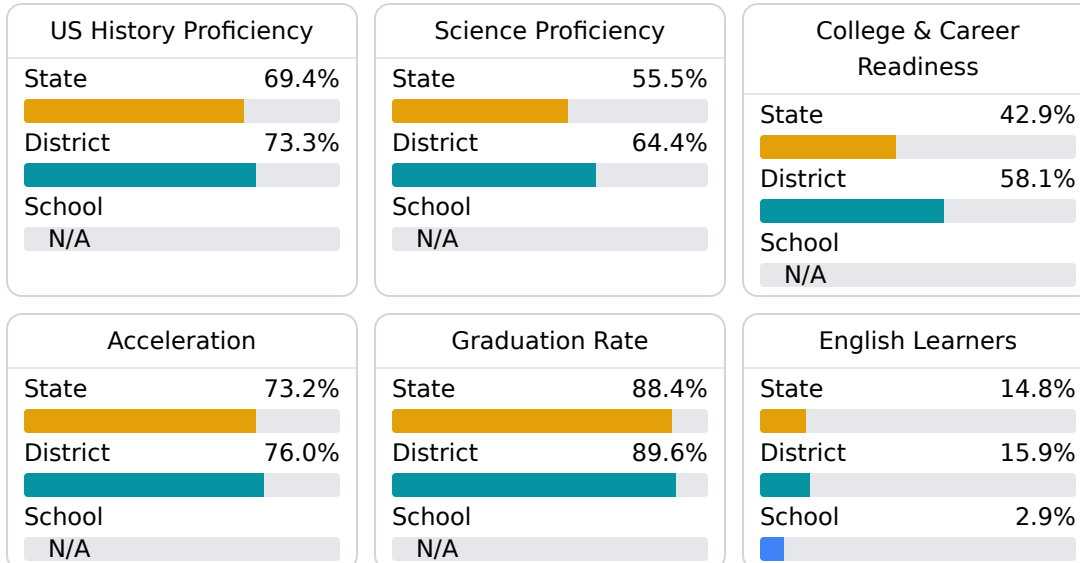 US History Proficiency
State 69.4%
District 73.3%
School
N/A
Science Proficiency
State 55.5%
District 64.4%
School
N/A
College & Career
Readiness
State 42.9%
District 58.1%
School
N/A
Acceleration
State 73.2%
District 76.0%
School
N/A
Graduation Rate
State 88.4%
District 89.6%
School
N/A
English Learners
State 14.8%
District 15.9%
School 2.9%